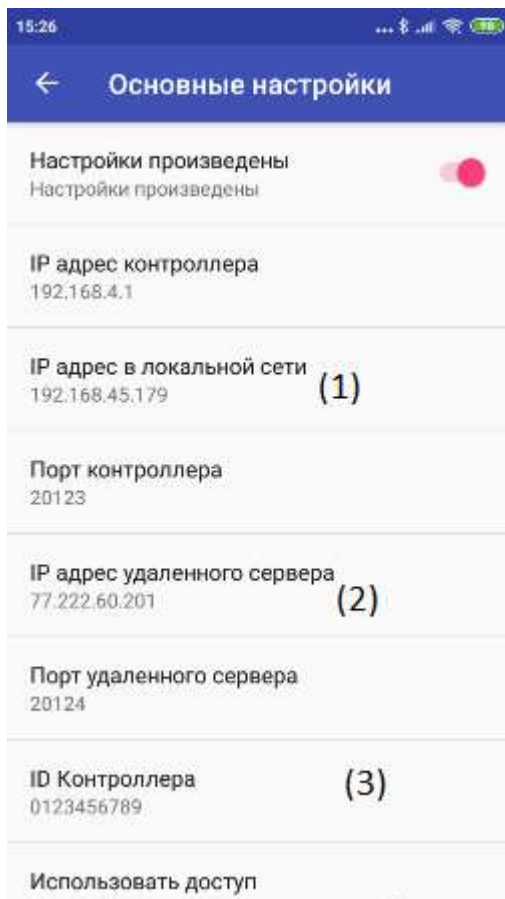 15:26
98
Основные настройки
Настройки произведены
Настройки произведены
IP адрес контроллера
192.168.4.1
IP адрес в локальной сети
192.168.45.179
(1)
Порт контроллера
20123
IP адрес удаленного сервера
77.222.60.201
(2)
Порт удаленного сервера
20124
ID Контроллера
0123456789
(3)
Использовать доступ